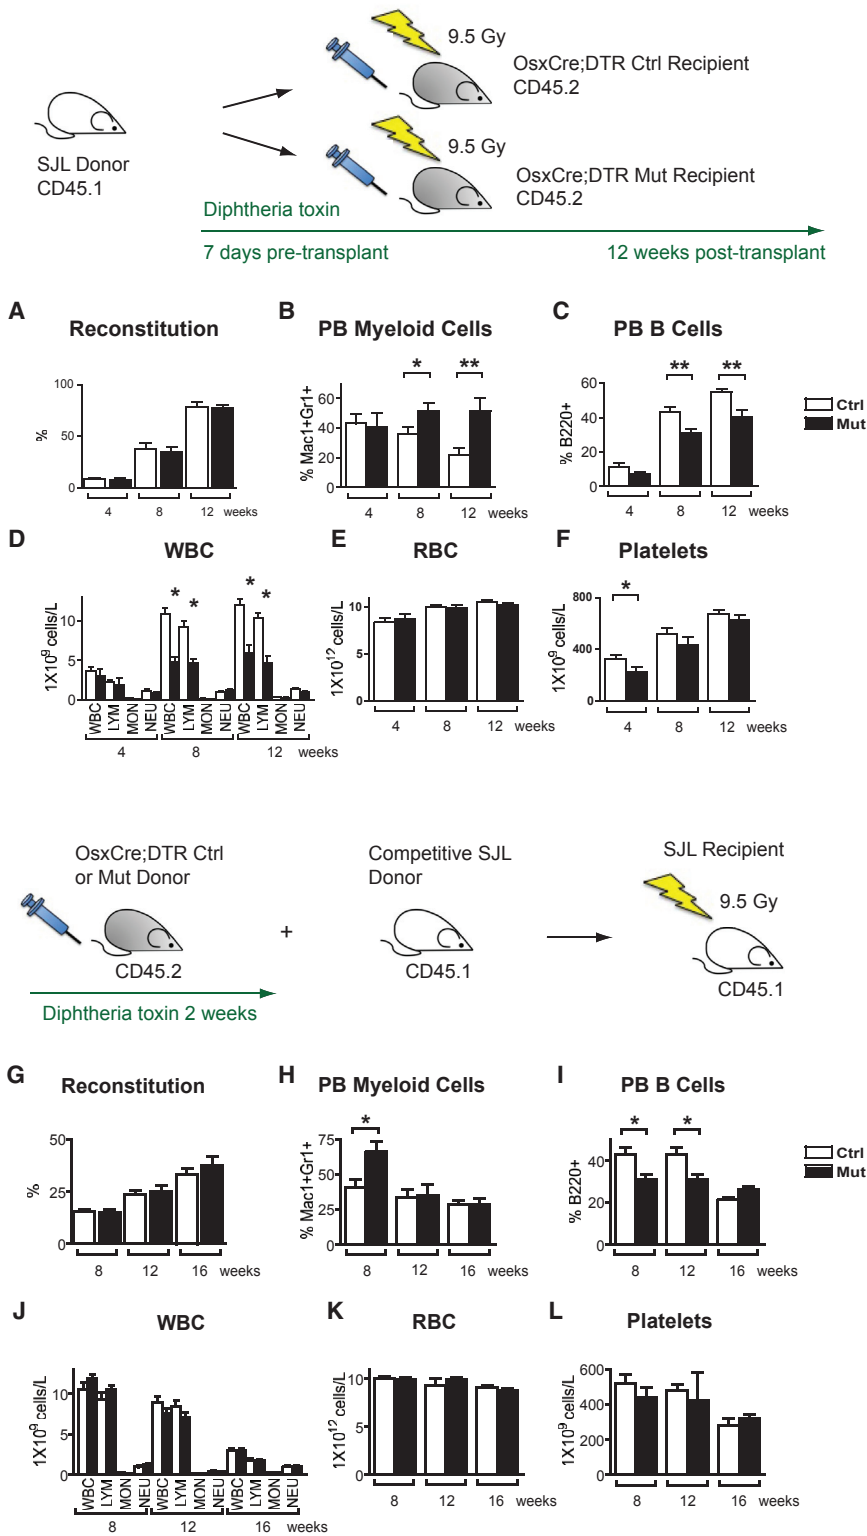 9.5 Gy
OsxCre;DTR Ctrl Recipient
CD45.2
SJL Donor
CD45.1
9.5 Gy
OsxCre;DTR Mut Recipient
CD45.2
Diphtheria toxin
7 days pre-transplant
12 weeks post-transplant
A
Reconstitution
%
100
50
0
4
8
12
weeks
B
PB Myeloid Cells
% Mac1+Gr1+
60
40
20
0
*
**
4
8
12
C
PB B Cells
% B220+
60
40
20
0
**
**
4
8
12
Ctrl
Mut
D
WBC
1X10⁹ cells/L
10
5
0
*
*
*
*
WBC
LYM
MON
NEU
WBC
LYM
MON
NEU
WBC
LYM
MON
NEU
4
8
12
weeks
E
RBC
1X10¹² cells/L
10
5
0
4
8
12
weeks
F
Platelets
1X10⁹ cells/L
800
400
0
*
4
8
12
weeks
OsxCre;DTR Ctrl
or Mut Donor
CD45.2
Diphtheria toxin 2 weeks
+
Competitive SJL
Donor
CD45.1
SJL Recipient
9.5 Gy
CD45.1
G
Reconstitution
%
50
25
0
8
12
16
weeks
H
PB Myeloid Cells
% Mac1+Gr1+
75
50
25
0
*
8
12
16
weeks
I
PB B Cells
% B220+
40
20
0
*
*
8
12
16
weeks
Ctrl
Mut
J
WBC
1X10⁹ cells/L
10
5
0
WBC
LYM
MON
NEU
WBC
LYM
MON
NEU
WBC
LYM
MON
NEU
8
12
16
weeks
K
RBC
1X10¹² cells/L
10
5
0
8
12
16
weeks
L
Platelets
1X10⁹ cells/L
600
400
200
0
8
12
16
weeks